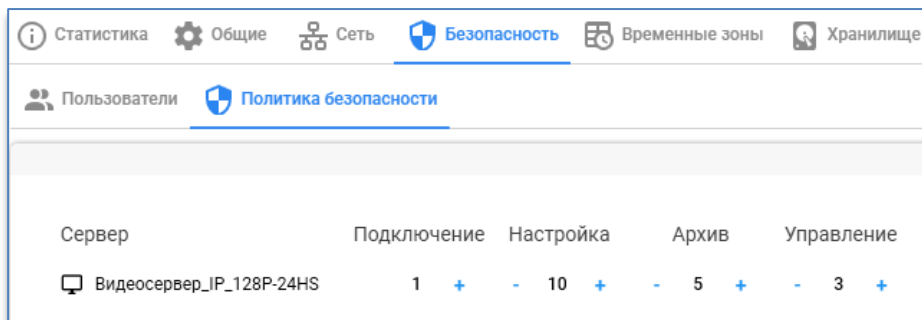 Статистика Общие Сеть Безопасность Временные зоны Хранилище
Пользователи Политика безопасности
Сервер Подключение Настройка Архив Управление
Видеосервер_IP_128P-24HS 1 + - 10 + - 5 + - 3 +